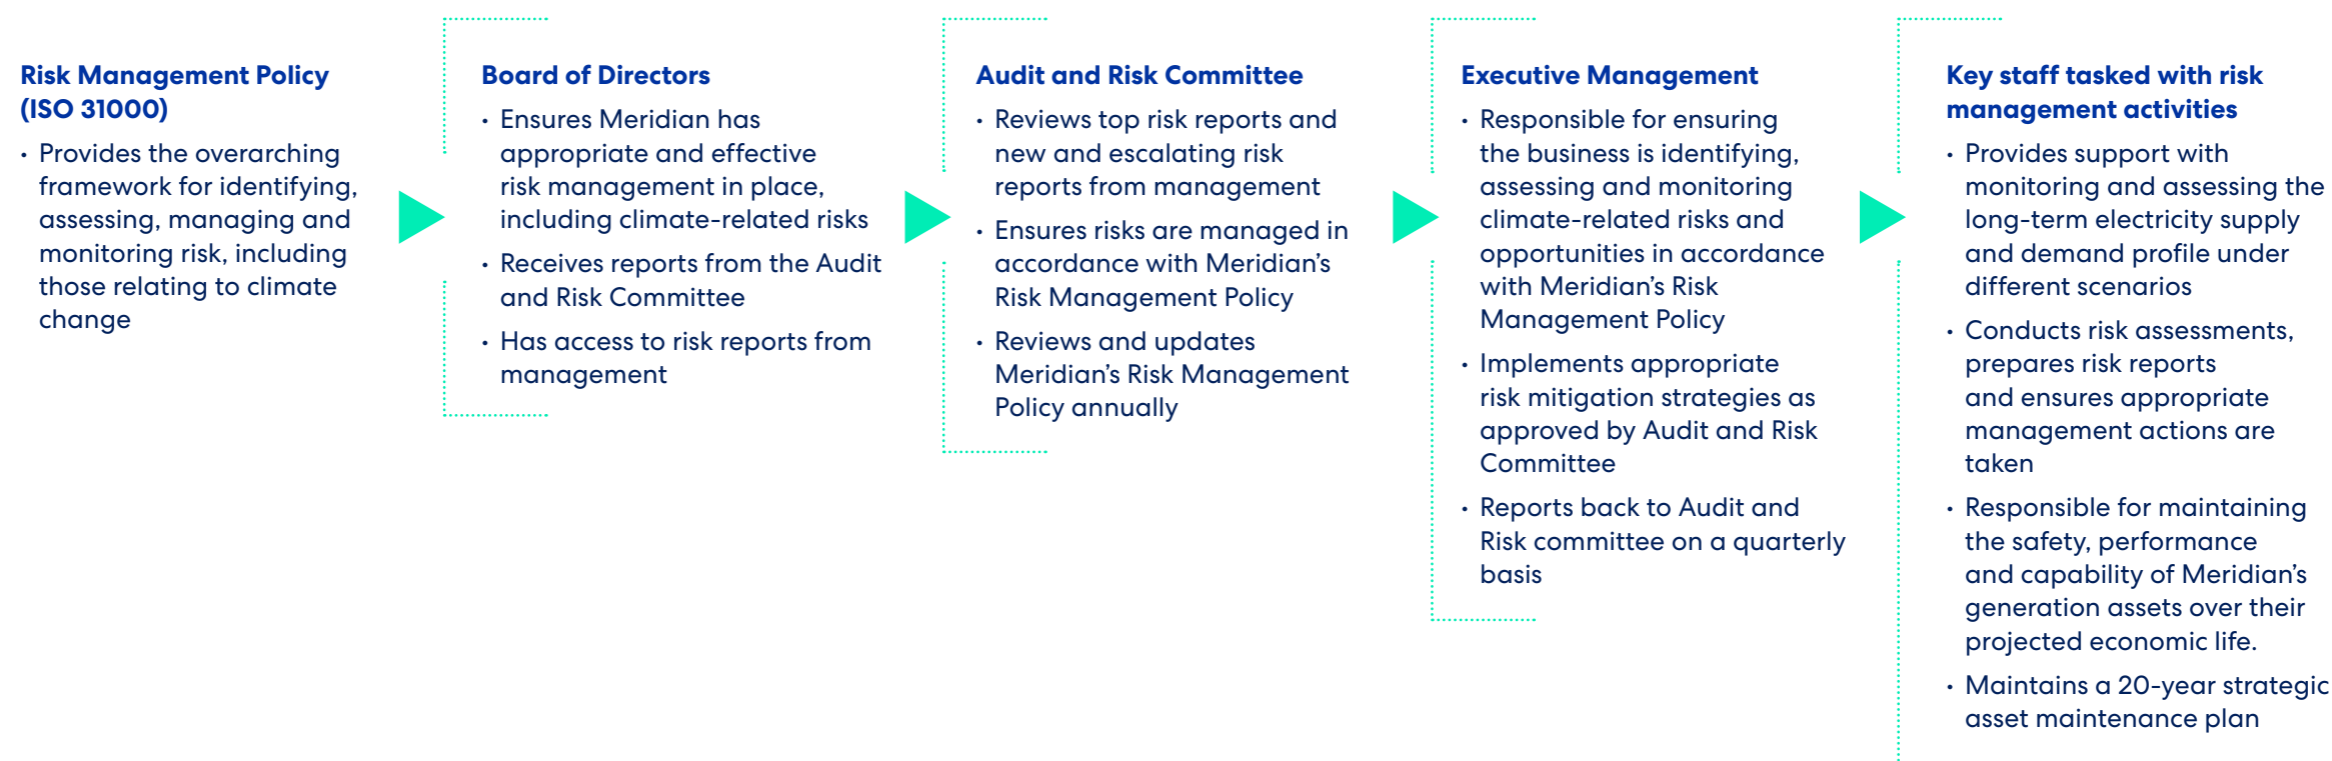 Risk Management Policy
(ISO 31000)
• Provides the overarching
framework for identifying,
assessing, managing and
monitoring risk, including
those relating to climate
change
Board of Directors
• Ensures Meridian has
appropriate and effective
risk management in place,
including climate-related risks
• Receives reports from the Audit
and Risk Committee
• Has access to risk reports from
management
Audit and Risk Committee
• Reviews top risk reports and
new and escalating risk
reports from management
• Ensures risks are managed in
accordance with Meridian’s
Risk Management Policy
• Reviews and updates
Meridian’s Risk Management
Policy annually
Executive Management
• Responsible for ensuring
the business is identifying,
assessing and monitoring
climate-related risks and
opportunities in accordance
with Meridian’s Risk
Management Policy
• Implements appropriate
risk mitigation strategies as
approved by Audit and Risk
Committee
• Reports back to Audit and
Risk committee on a quarterly
basis
Key staff tasked with risk
management activities
• Provides support with
monitoring and assessing the
long-term electricity supply
and demand profile under
different scenarios
• Conducts risk assessments,
prepares risk reports
and ensures appropriate
management actions are
taken
• Responsible for maintaining
the safety, performance
and capability of Meridian’s
generation assets over their
projected economic life.
• Maintains a 20-year strategic
asset maintenance plan